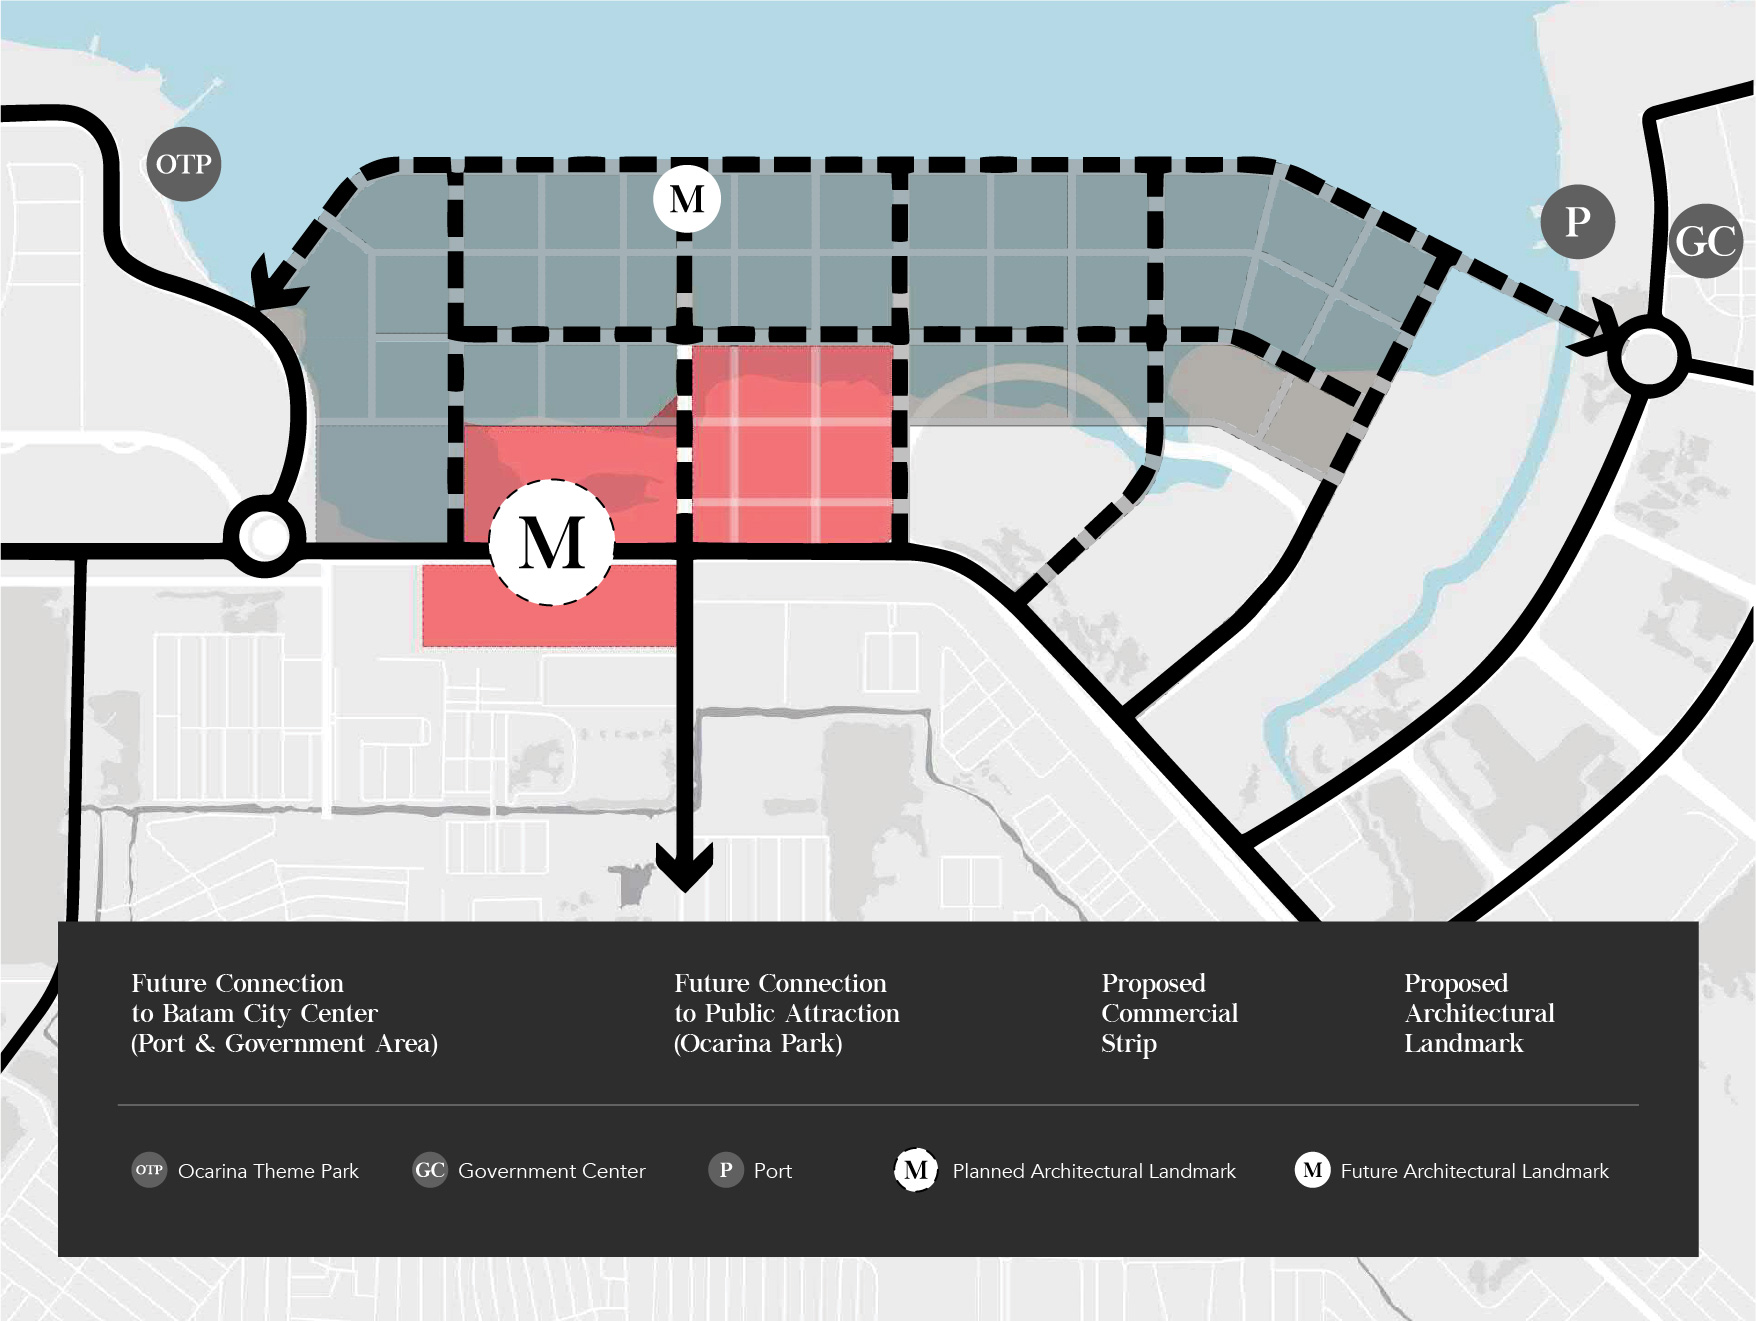 OTP
M
P
GC
M
Future Connection
to Batam City Center
(Port & Government Area)
Future Connection
to Public Attraction
(Ocarina Park)
Proposed
Commercial
Strip
Proposed
Architectural
Landmark
OTP Ocarina Theme Park
GC Government Center
P Port
M Planned Architectural Landmark
M Future Architectural Landmark